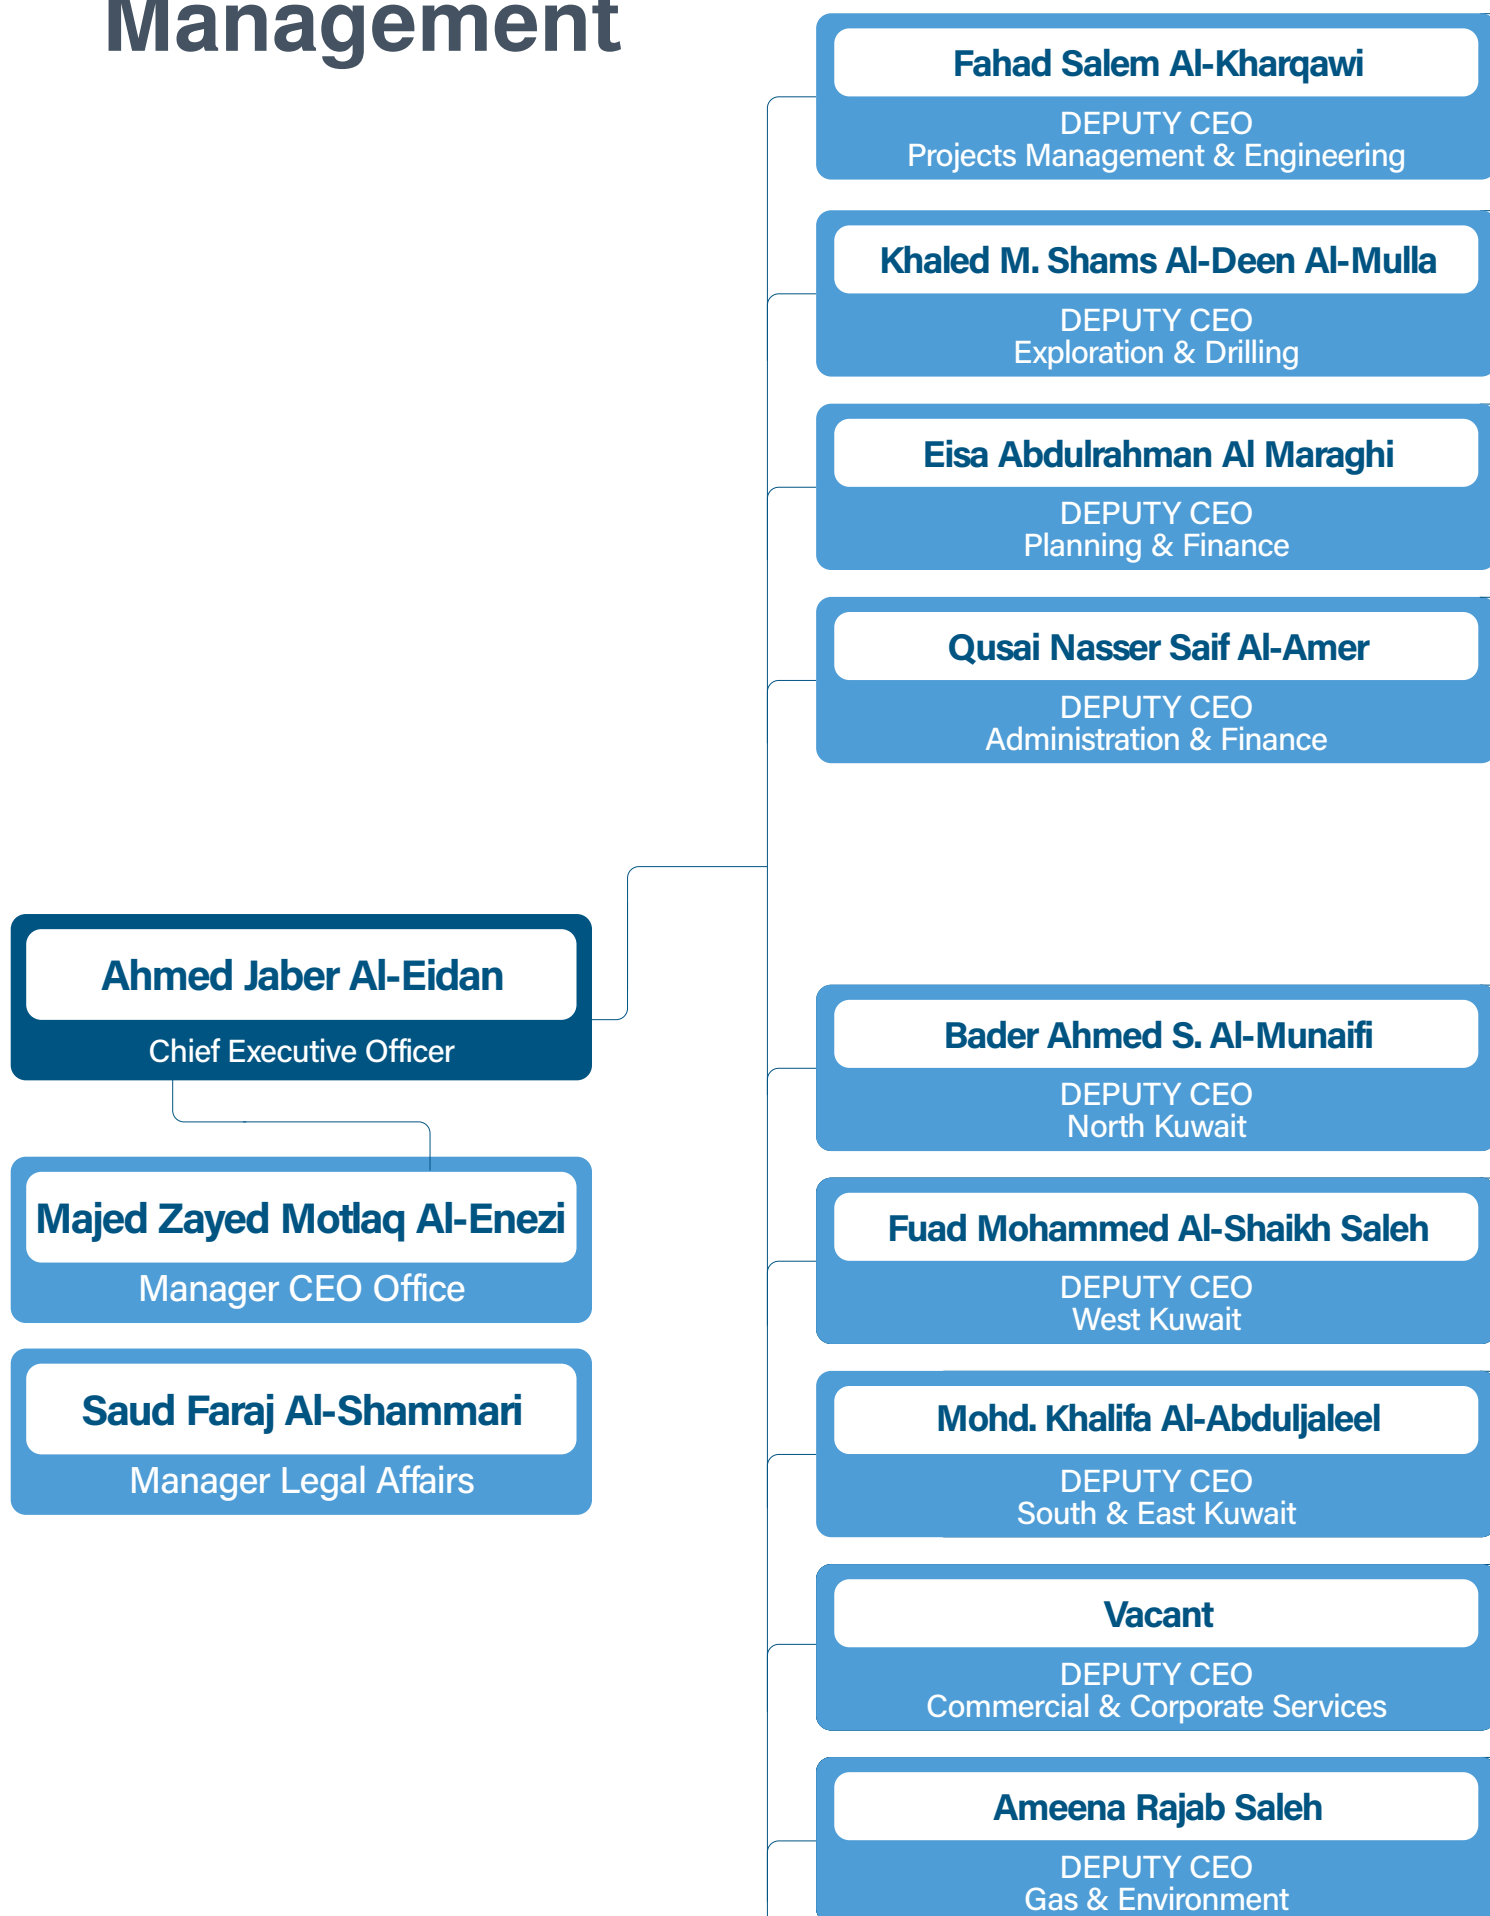 Management
Fahad Salem Al-Kharqawi
DEPUTY CEO
Projects Management & Engineering
Khaled M. Shams Al-Deen Al-Mulla
DEPUTY CEO
Exploration & Drilling
Eisa Abdulrahman Al Maraghi
DEPUTY CEO
Planning & Finance
Qusai Nasser Saif Al-Amer
DEPUTY CEO
Administration & Finance
Ahmed Jaber Al-Eidan
Chief Executive Officer
Majed Zayed Motlaq Al-Enezi
Manager CEO Office
Saud Faraj Al-Shammari
Manager Legal Affairs
Bader Ahmed S. Al-Munaifi
DEPUTY CEO
North Kuwait
Fuad Mohammed Al-Shaikh Saleh
DEPUTY CEO
West Kuwait
Mohd. Khalifa Al-Abduljaleel
DEPUTY CEO
South & East Kuwait
Vacant
DEPUTY CEO
Commercial & Corporate Services
Ameena Rajab Saleh
DEPUTY CEO
Gas & Environment